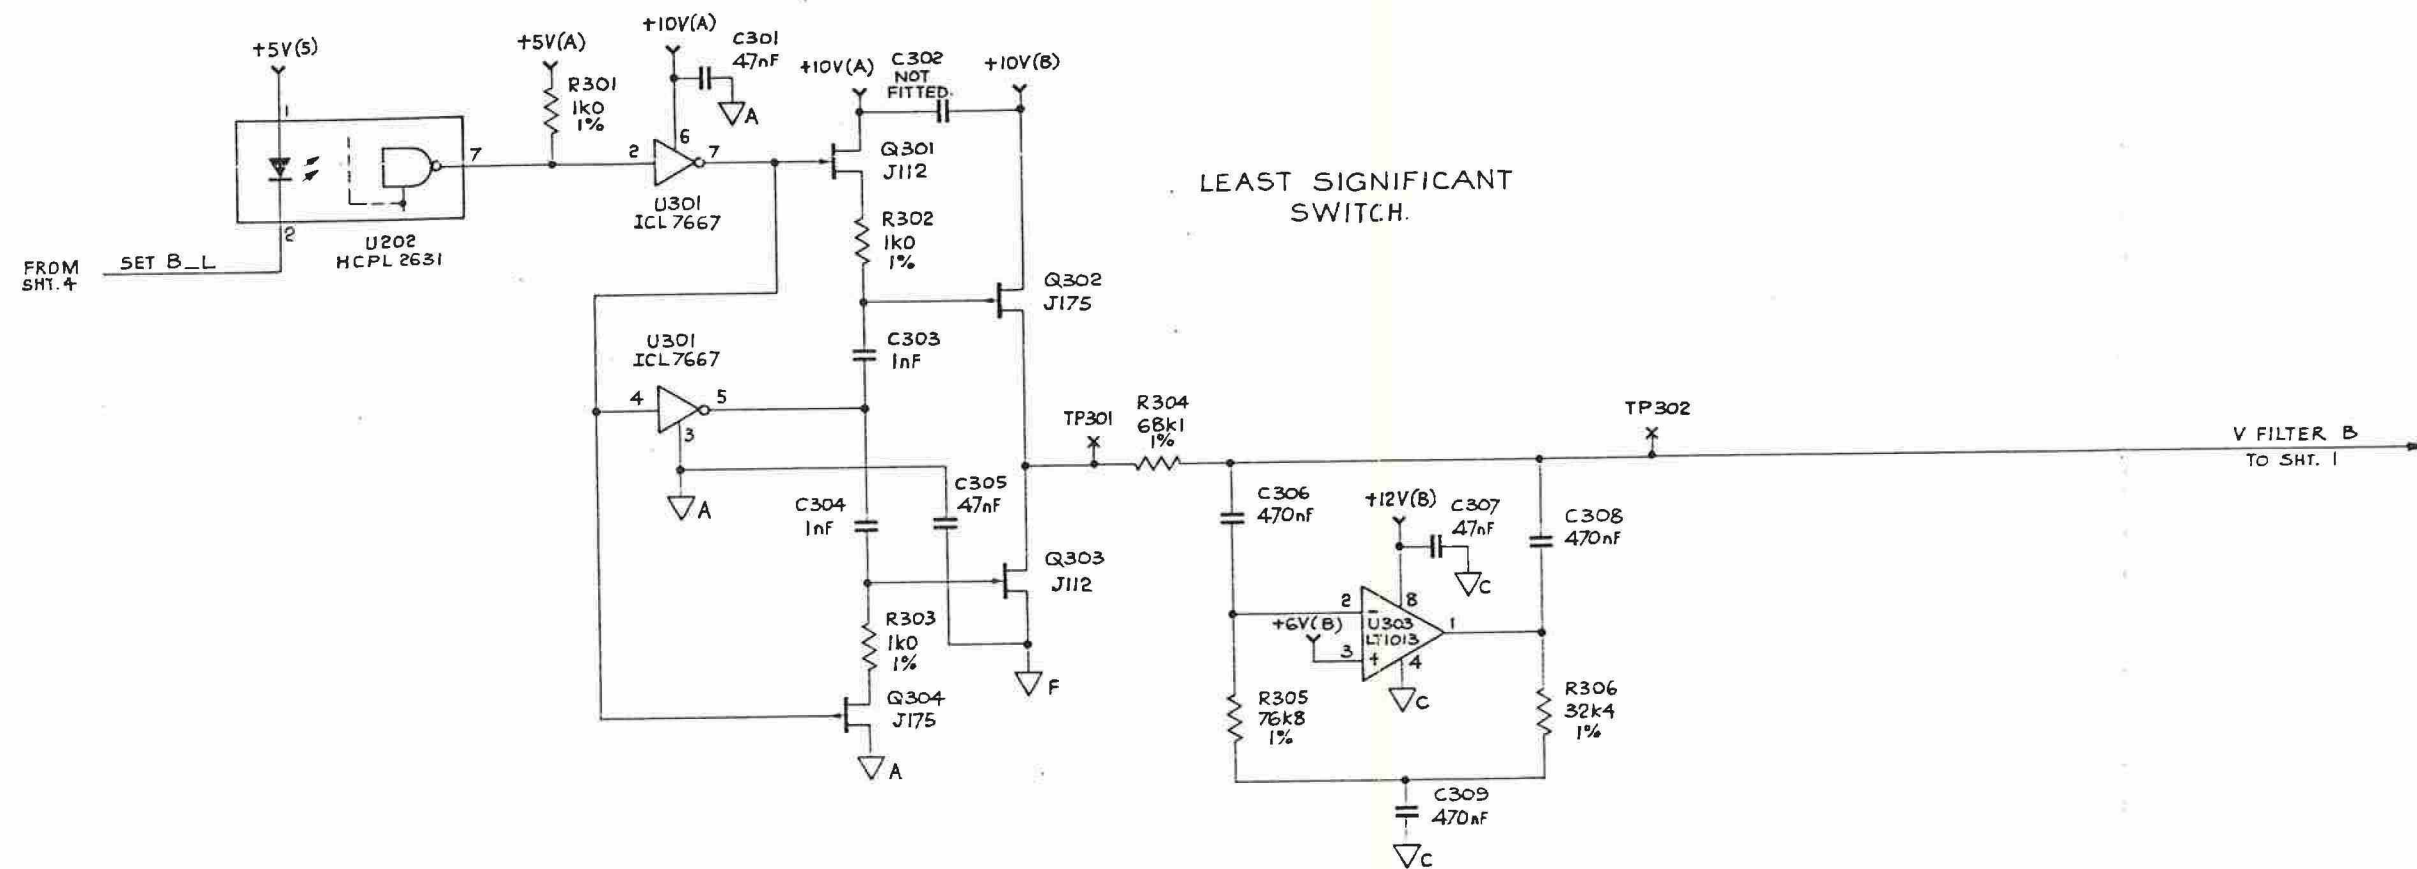 +5V(5)
1
U202
HCPL2631
7
2
FROM
SHT.4
SET B_L
+5V(A)
R301
1k0
1%
+10V(A)
C301
47nF
A
2
6
7
U301
ICL7667
+10V(A)
C302
NOT
FITTED.
+10V(B)
Q301
J112
R302
1k0
1%
Q302
J175
LEAST SIGNIFICANT
SWITCH.
U301
ICL7667
4
5
3
A
C303
1nF
C304
1nF
C305
47nF
Q303
J112
F
R303
1k0
1%
Q304
J175
A
TP301
R304
68k1
1%
TP302
V FILTER B
TO SHT. 1
C306
470nF
+12V(B)
C307
47nF
C
C308
470nF
2
8
+6V(B)
U303
LT1013
1
3
4
-
+
C
R305
76k8
1%
R306
32k4
1%
C309
470nF
C